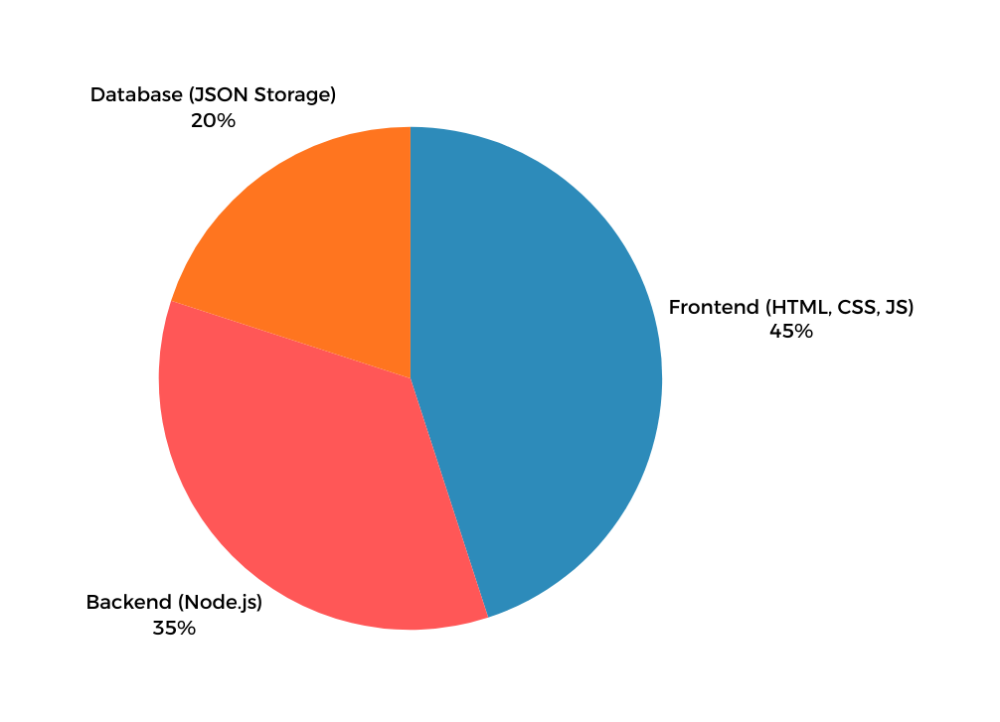 Database (JSON Storage)
20%
Frontend (HTML, CSS, JS)
45%
Backend (Node.js)
35%